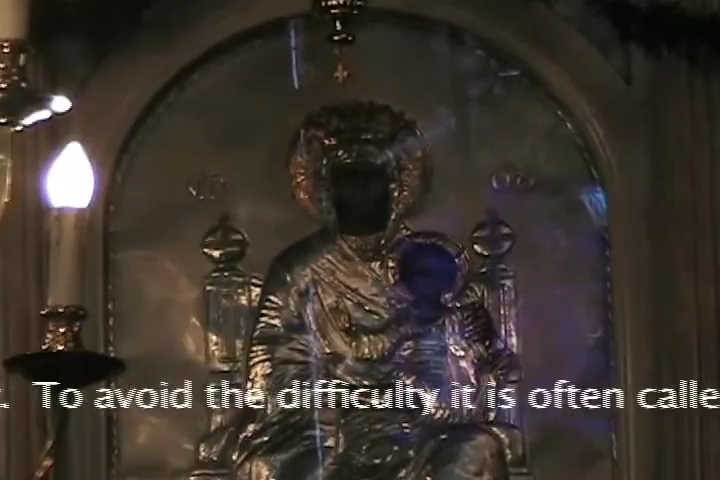 . To avoid the difficulty it is often calle